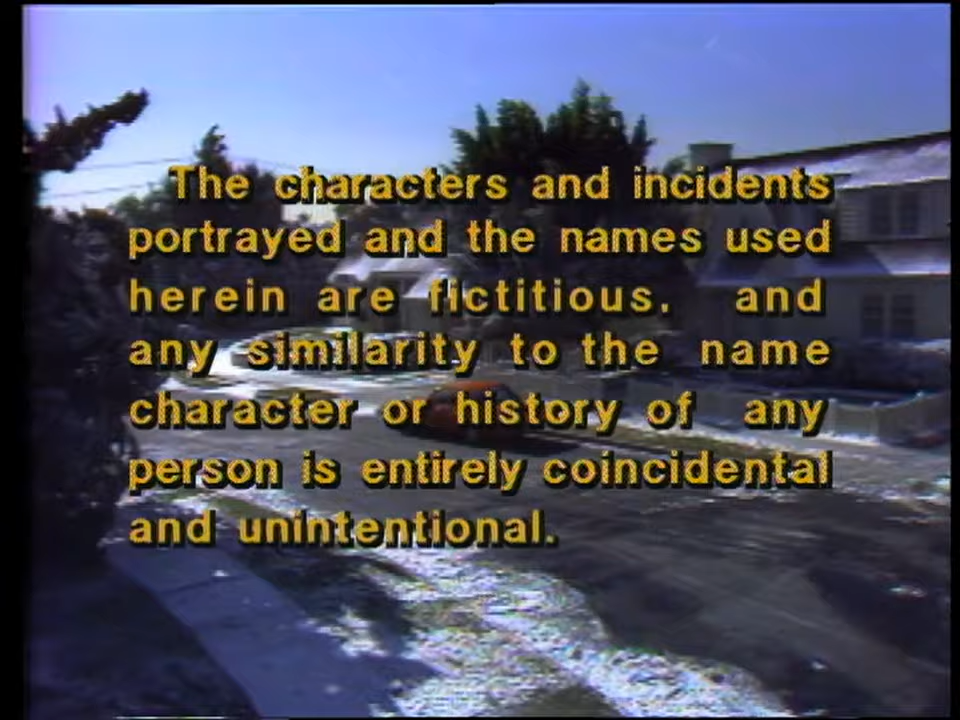 The characters and incidents
portrayed and the names used
herein are fictitious, and
any similarity to the name
character or history of any
person is entirely coincidental
and unintentional.